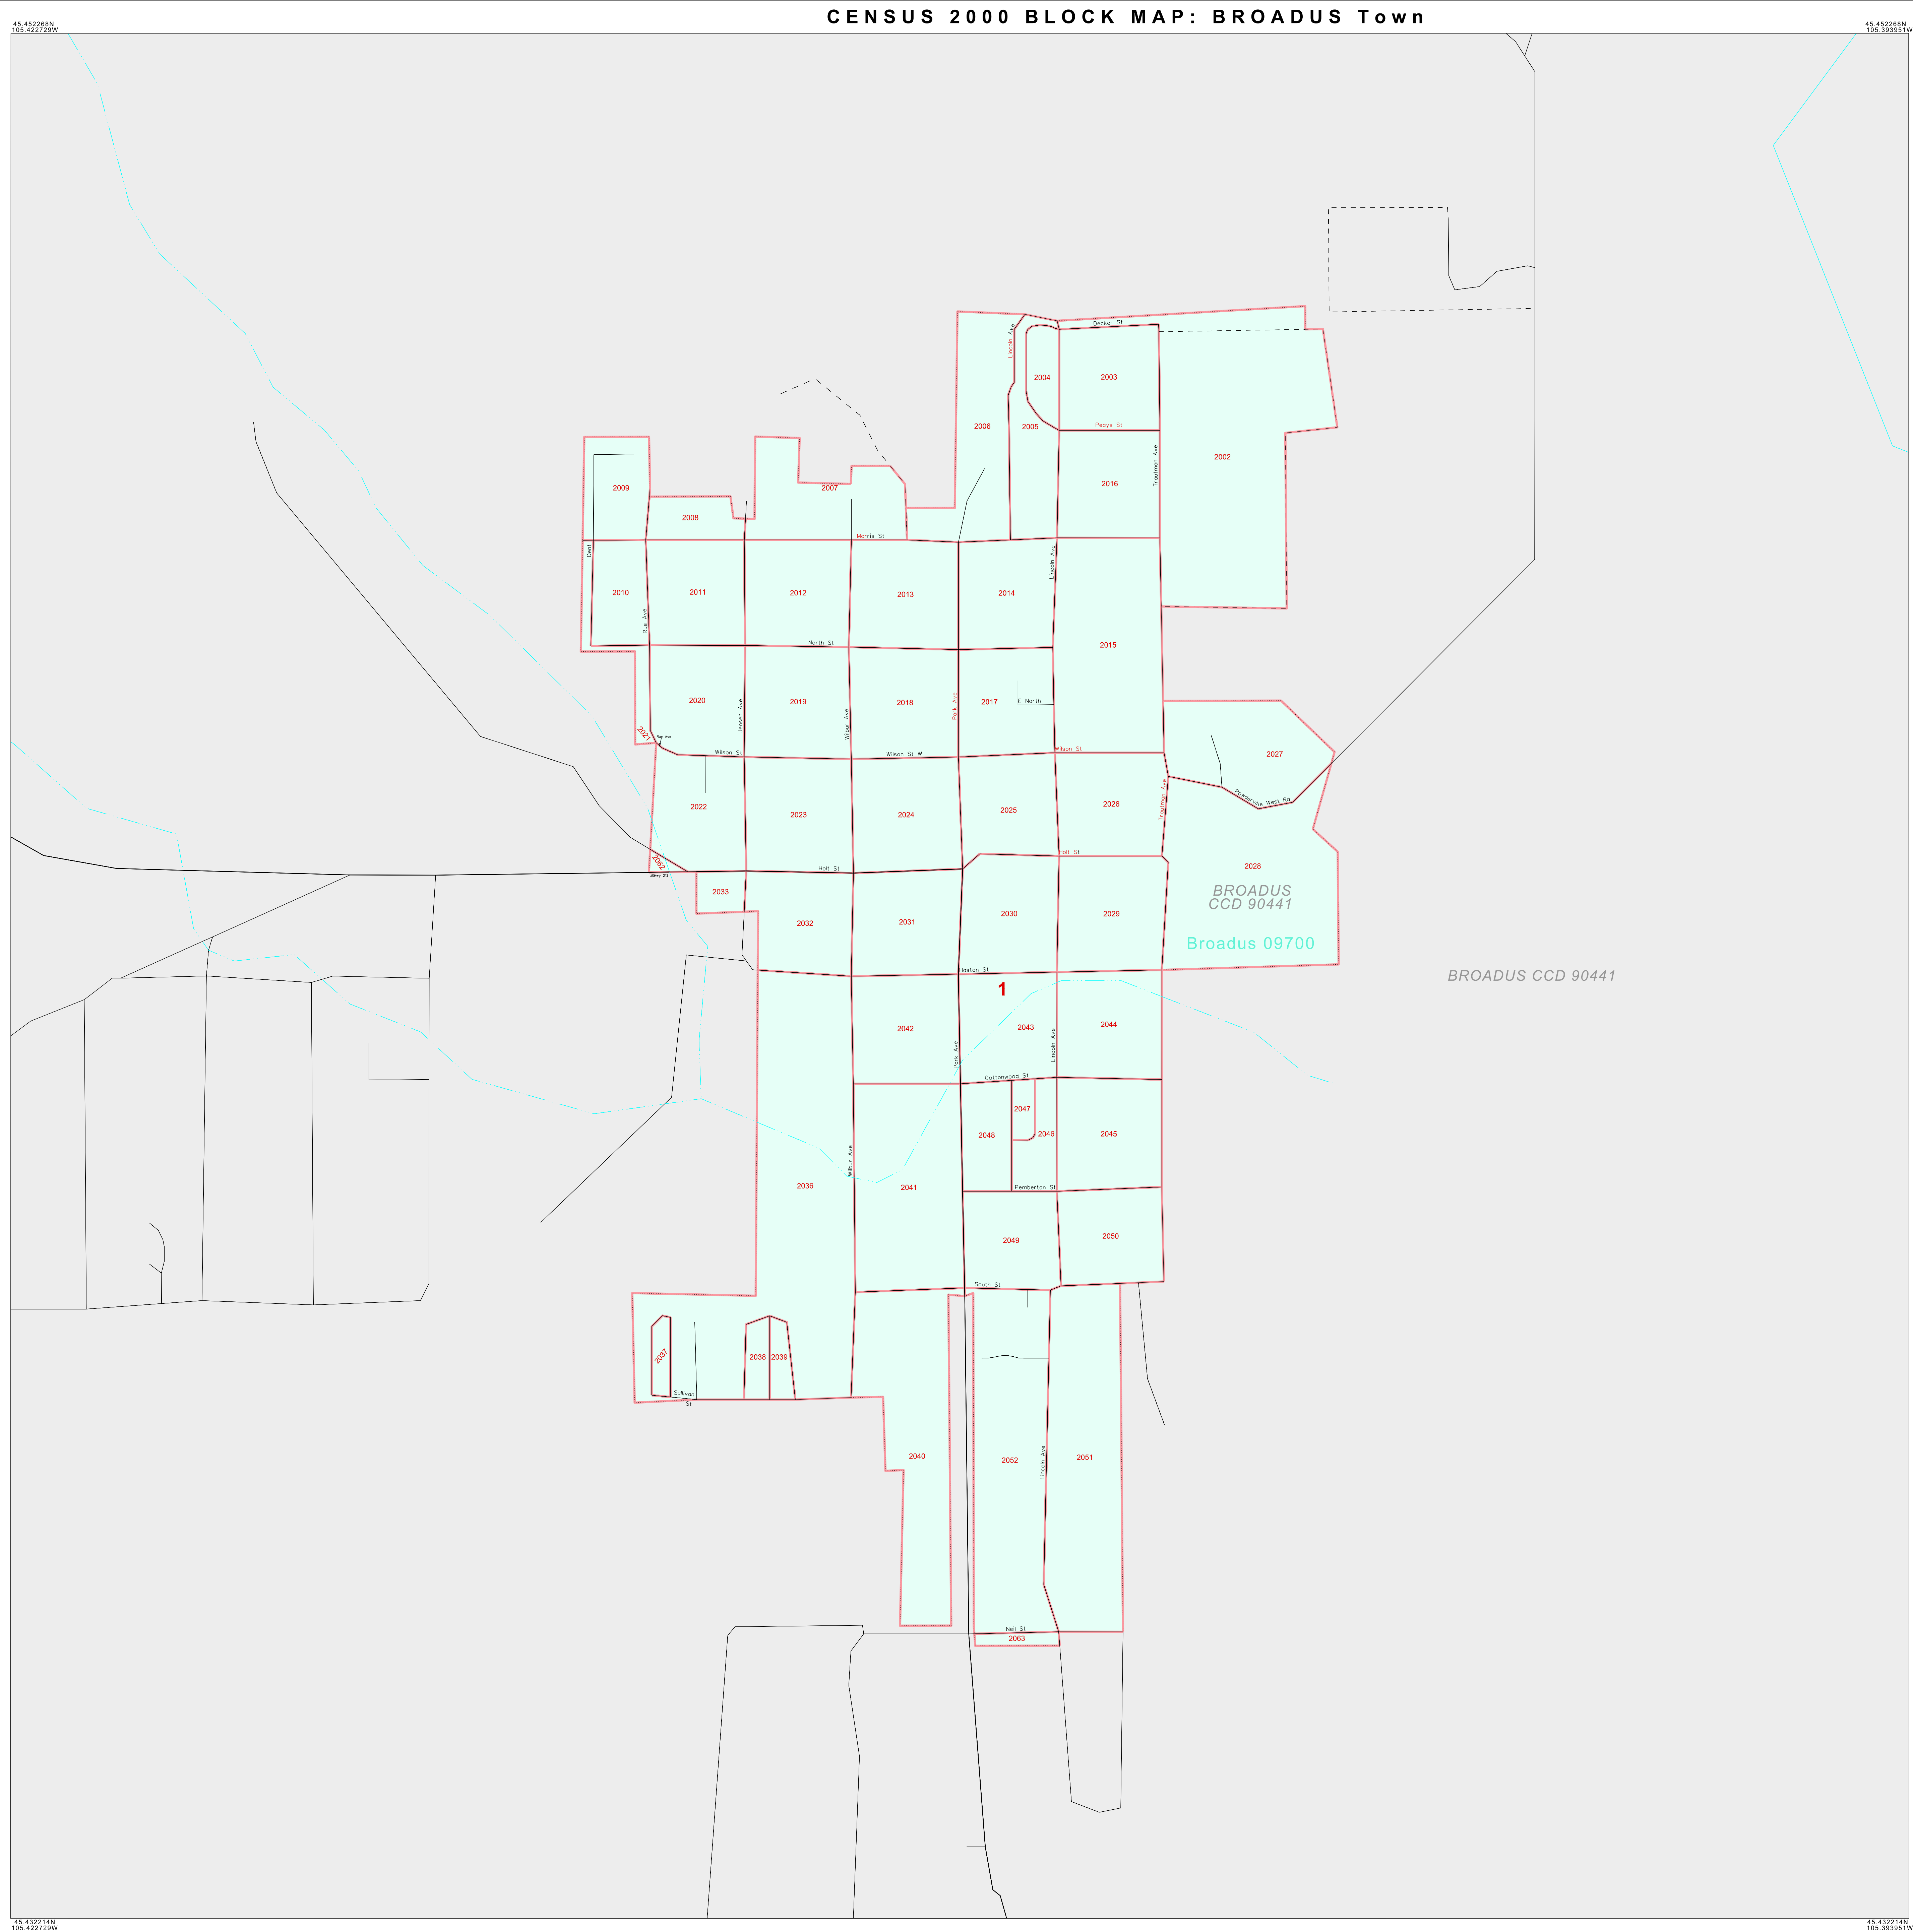 CENSUS 2000 BLOCK MAP: BROADUS Town
45.452268N
105.422729W
45.452268N
105.393951W
Decker St
Lincoln Ave
2004
2003
Peays St
2006
2005
2002
Trautman Ave
2016
2009
2007
2008
Morris St
Dent
Lincoln Ave
2010
2011
2012
2013
2014
Rue Ave
North St
2015
2020
2019
2018
2017
E North
Jensen Ave
Wilbur Ave
Park Ave
2021
Rue Ave
Wilson St
Wilson St W
Wilson St
2027
Powderville West Rd
Trautman Ave
2022
2023
2024
2025
2026
2062
Holt St
Holt St
2028
2033
BROADUS
CCD 90441
2032
2031
2030
2029
Broadus 09700
Haston St
BROADUS CCD 90441
1
2042
2043
2044
Park Ave
Lincoln Ave
Cottonwood St
2047
2048
2046
2045
Wilbur Ave
2036
2041
Pemberton St
2049
2050
South St
2037
2038
2039
Sullivan
St
2040
2052
Lincoln Ave
2051
Neil St
2063
45.432214N
105.422729W
45.432214N
105.393951W